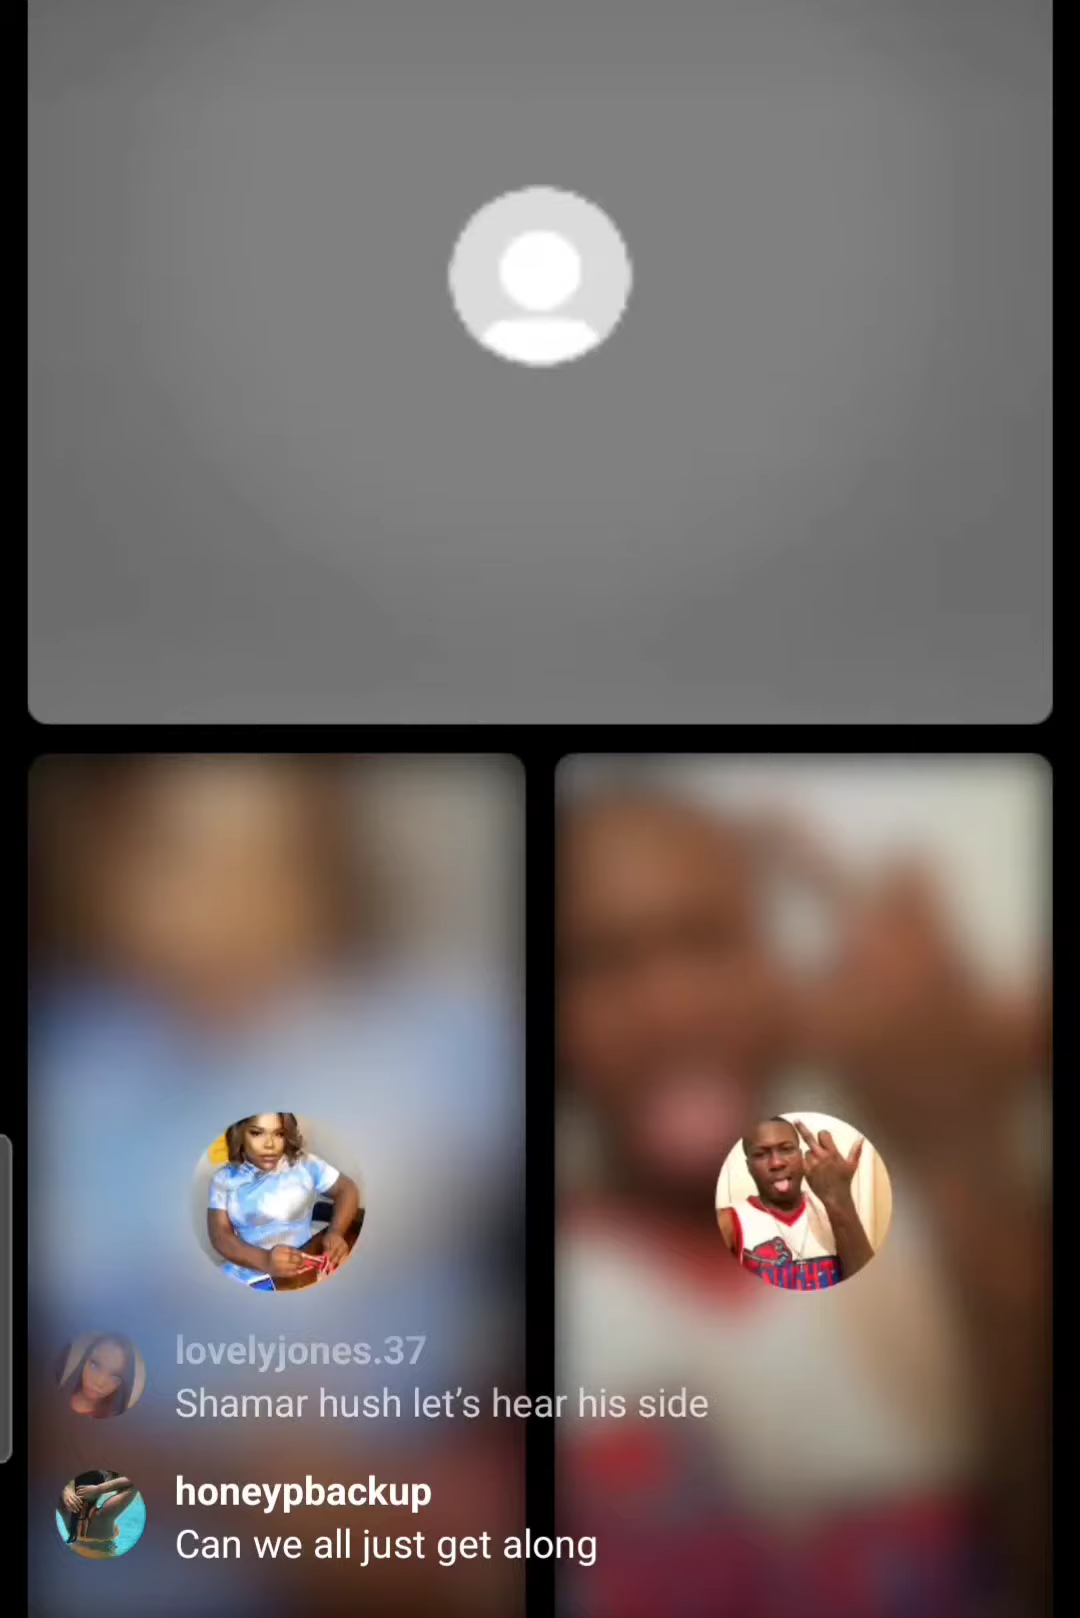 lovelyjones.37
Shamar hush let’s hear his side
honeypbackup
Can we all just get along